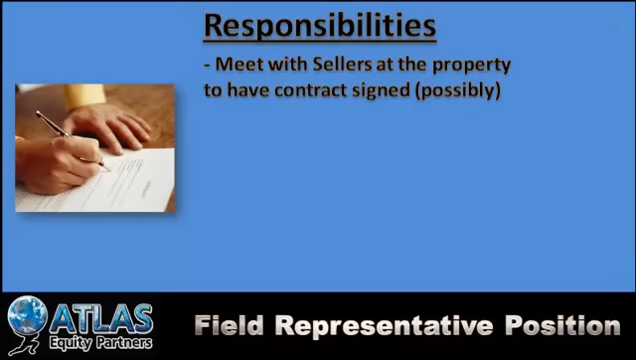 Responsibilities
- Meet with Sellers at the property
to have contract signed (possibly)
ATLAS
Equity Partners
Field Representative Position